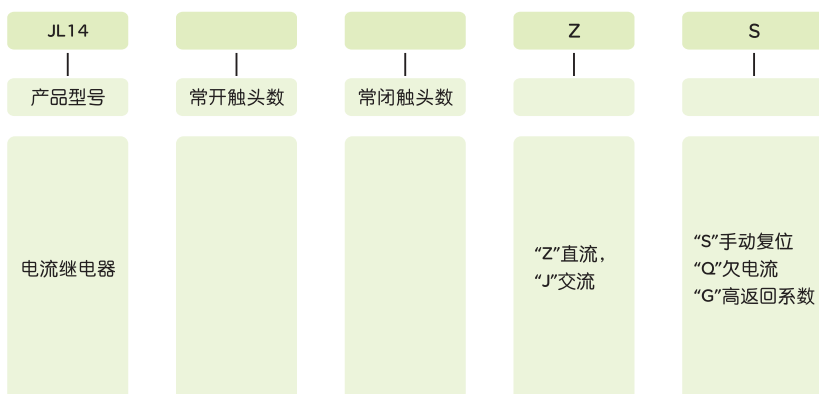 JL14
Z
S
产品型号
常开触头数
常闭触头数
电流继电器
“Z”直流，
“J”交流
“S”手动复位
“Q”欠电流
“G”高返回系数